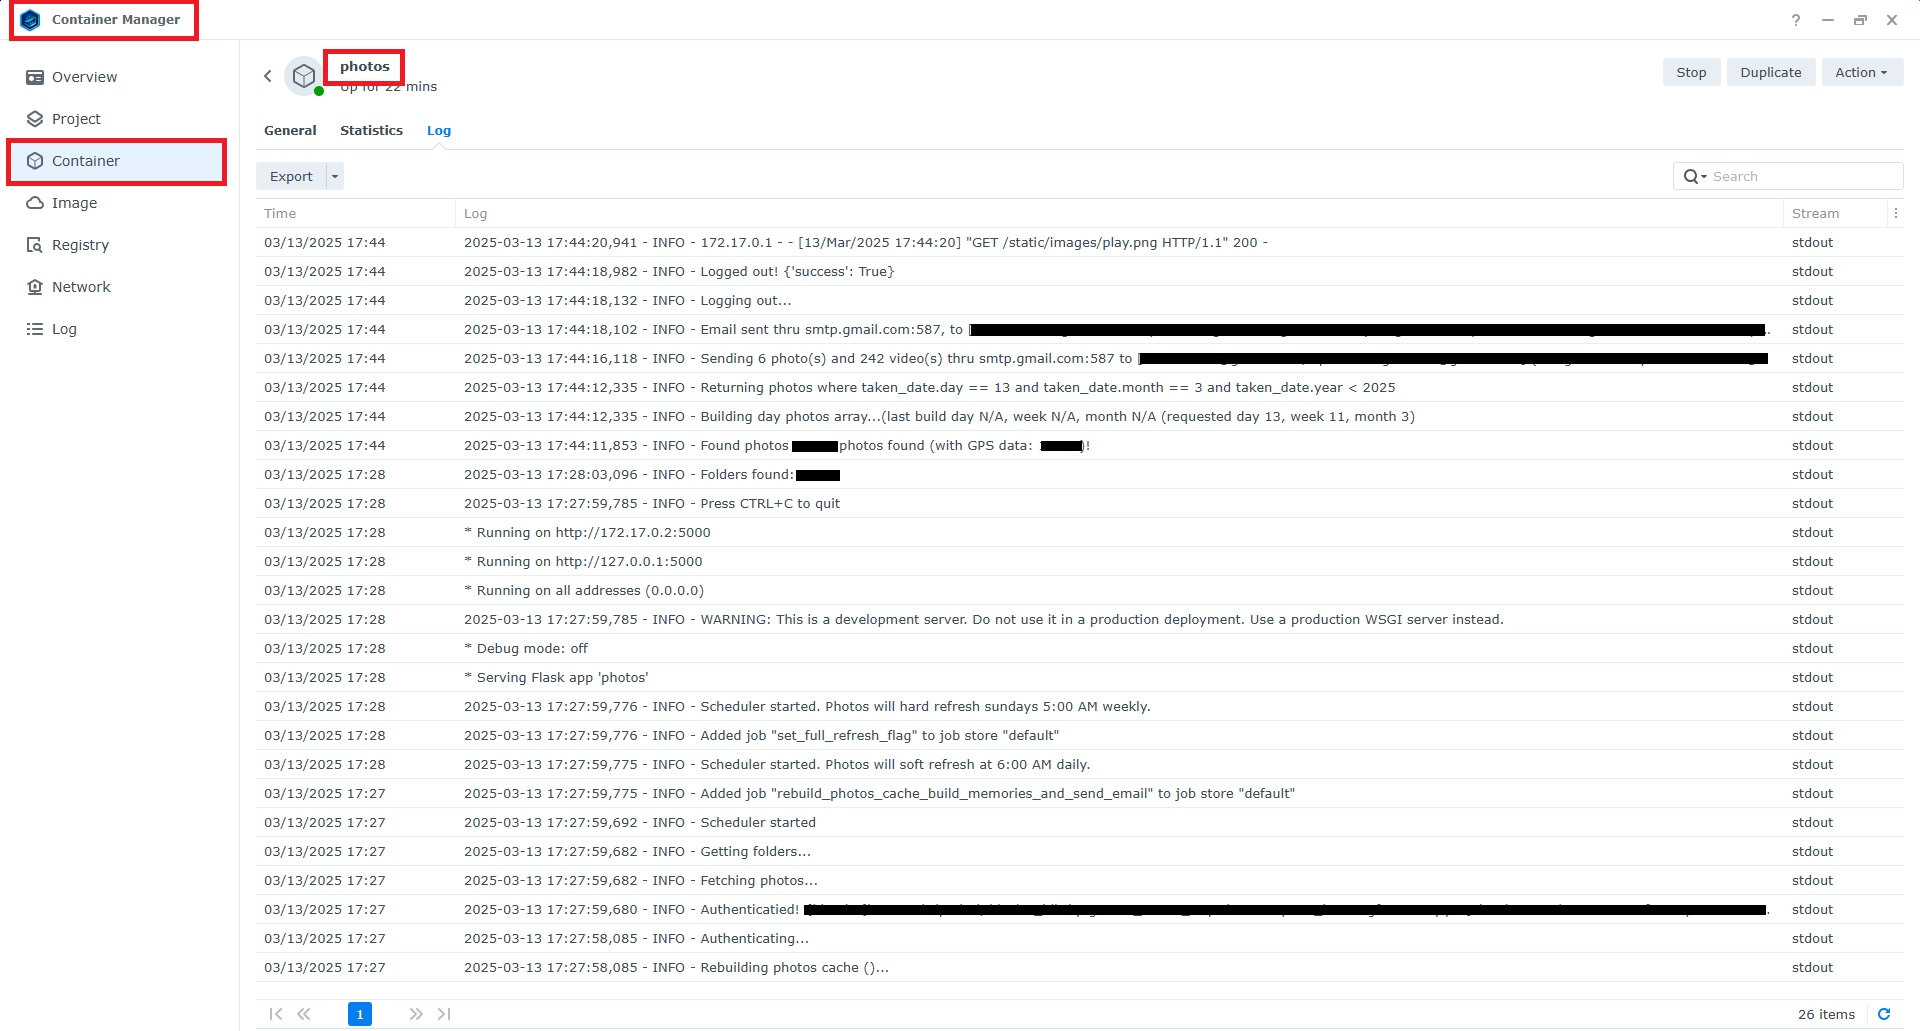 Container Manager
?
Overview
Project
Container
Image
Registry
Network
Log
photos
Up for 22 mins
Stop
Duplicate
Action
General
Statistics
Log
Export
Search
Time Log Stream
03/13/2025 17:44 2025-03-13 17:44:20,941 - INFO - 172.17.0.1 - - [13/Mar/2025 17:44:20] "GET /static/images/play.png HTTP/1.1" 200 - stdout
03/13/2025 17:44 2025-03-13 17:44:18,982 - INFO - Logged out! {'success': True} stdout
03/13/2025 17:44 2025-03-13 17:44:18,132 - INFO - Logging out... stdout
03/13/2025 17:44 2025-03-13 17:44:18,102 - INFO - Email sent thru smtp.gmail.com:587, to [ stdout
03/13/2025 17:44 2025-03-13 17:44:16,118 - INFO - Sending 6 photo(s) and 242 video(s) thru smtp.gmail.com:587 to [ stdout
03/13/2025 17:44 2025-03-13 17:44:12,335 - INFO - Returning photos where taken_date.day == 13 and taken_date.month == 3 and taken_date.year < 2025 stdout
03/13/2025 17:44 2025-03-13 17:44:12,335 - INFO - Building day photos array...(last build day N/A, week N/A, month N/A (requested day 13, week 11, month 3) stdout
03/13/2025 17:44 2025-03-13 17:44:11,853 - INFO - Found photos photos found (with GPS data: )! stdout
03/13/2025 17:28 2025-03-13 17:28:03,096 - INFO - Folders found: stdout
03/13/2025 17:28 2025-03-13 17:27:59,785 - INFO - Press CTRL+C to quit stdout
03/13/2025 17:28 * Running on http://172.17.0.2:5000 stdout
03/13/2025 17:28 * Running on http://127.0.0.1:5000 stdout
03/13/2025 17:28 * Running on all addresses (0.0.0.0) stdout
03/13/2025 17:28 2025-03-13 17:27:59,785 - INFO - WARNING: This is a development server. Do not use it in a production deployment. Use a production WSGI server instead. stdout
03/13/2025 17:28 * Debug mode: off stdout
03/13/2025 17:28 * Serving Flask app 'photos' stdout
03/13/2025 17:28 2025-03-13 17:27:59,776 - INFO - Scheduler started. Photos will hard refresh sundays 5:00 AM weekly. stdout
03/13/2025 17:28 2025-03-13 17:27:59,776 - INFO - Added job "set_full_refresh_flag" to job store "default" stdout
03/13/2025 17:28 2025-03-13 17:27:59,775 - INFO - Scheduler started. Photos will soft refresh at 6:00 AM daily. stdout
03/13/2025 17:27 2025-03-13 17:27:59,775 - INFO - Added job "rebuild_photos_cache_build_memories_and_send_email" to job store "default" stdout
03/13/2025 17:27 2025-03-13 17:27:59,692 - INFO - Scheduler started stdout
03/13/2025 17:27 2025-03-13 17:27:59,682 - INFO - Getting folders... stdout
03/13/2025 17:27 2025-03-13 17:27:59,682 - INFO - Fetching photos... stdout
03/13/2025 17:27 2025-03-13 17:27:59,680 - INFO - Authenticatied! stdout
03/13/2025 17:27 2025-03-13 17:27:58,085 - INFO - Authenticating... stdout
03/13/2025 17:27 2025-03-13 17:27:58,085 - INFO - Rebuilding photos cache ()... stdout
1
26 items